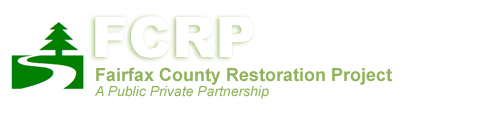 FCRP
Fairfax County Restoration Project
A Public Private Partnership